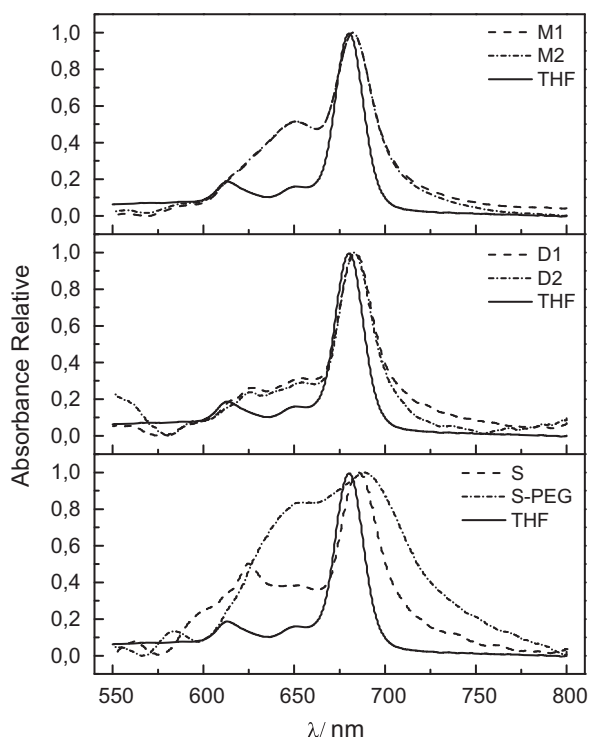 Absorbance Relative
1,0
0,8
0,6
0,4
0,2
0,0
M1
M2
THF
1,0
0,8
0,6
0,4
0,2
0,0
D1
D2
THF
1,0
0,8
0,6
0,4
0,2
0,0
S
S-PEG
THF
550 600 650 700 750 800
λ/ nm